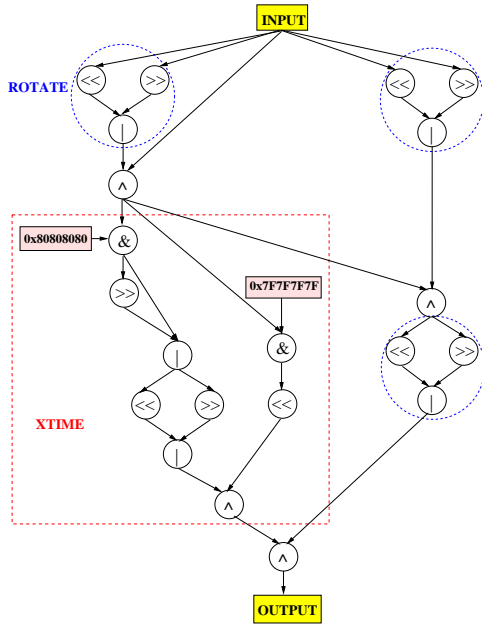 INPUT
<< >> << >>
ROTATE
| |
^
0x80808080 &
0x7F7F7F7F
>>
^
| &
<< >>
<< >> <<
XTIME
|
|
^
^
OUTPUT